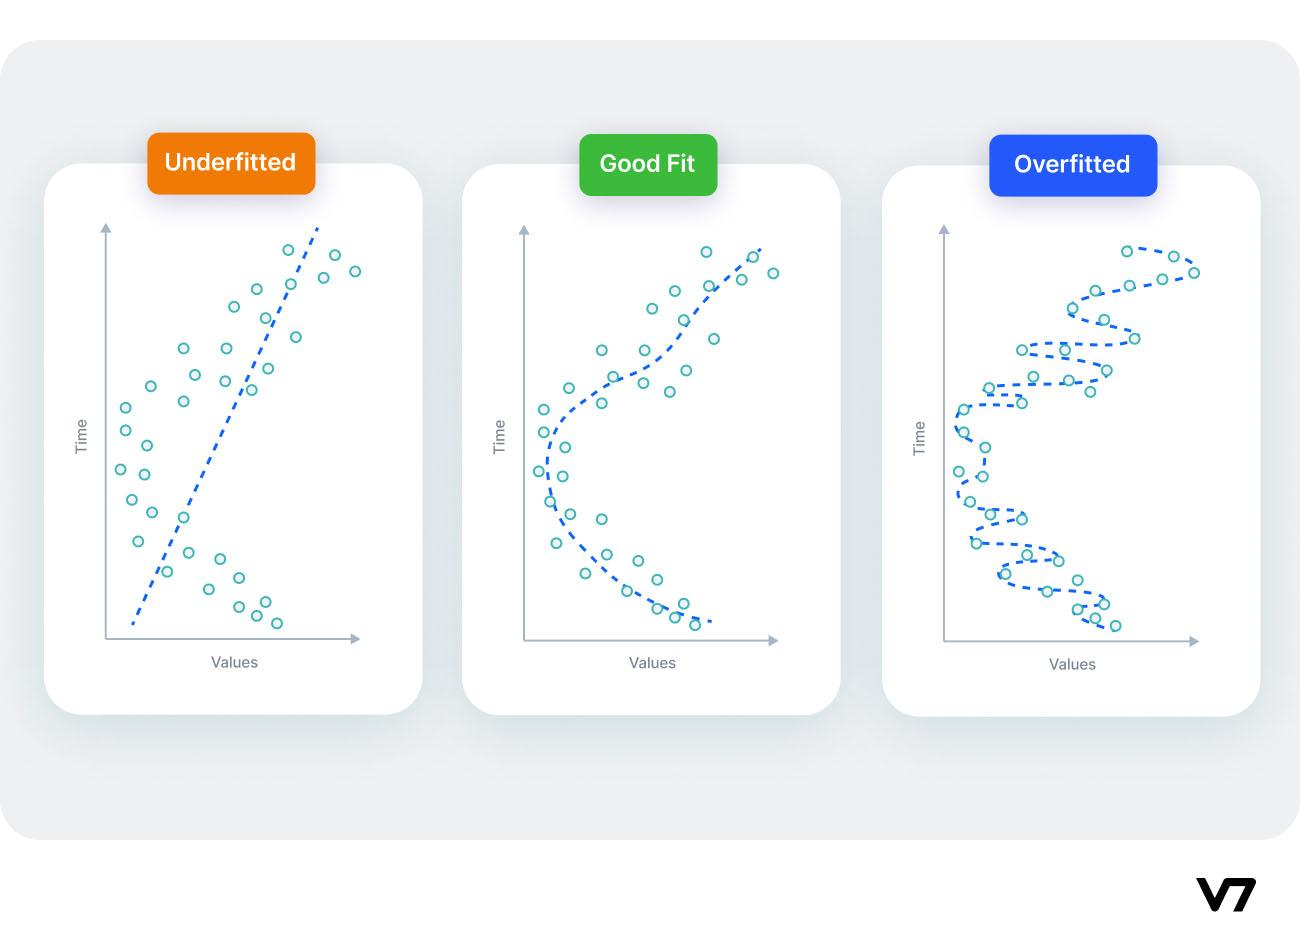 Underfitted
Good Fit
Overfitted
Time
Time
Time
Values
Values
Values
V7